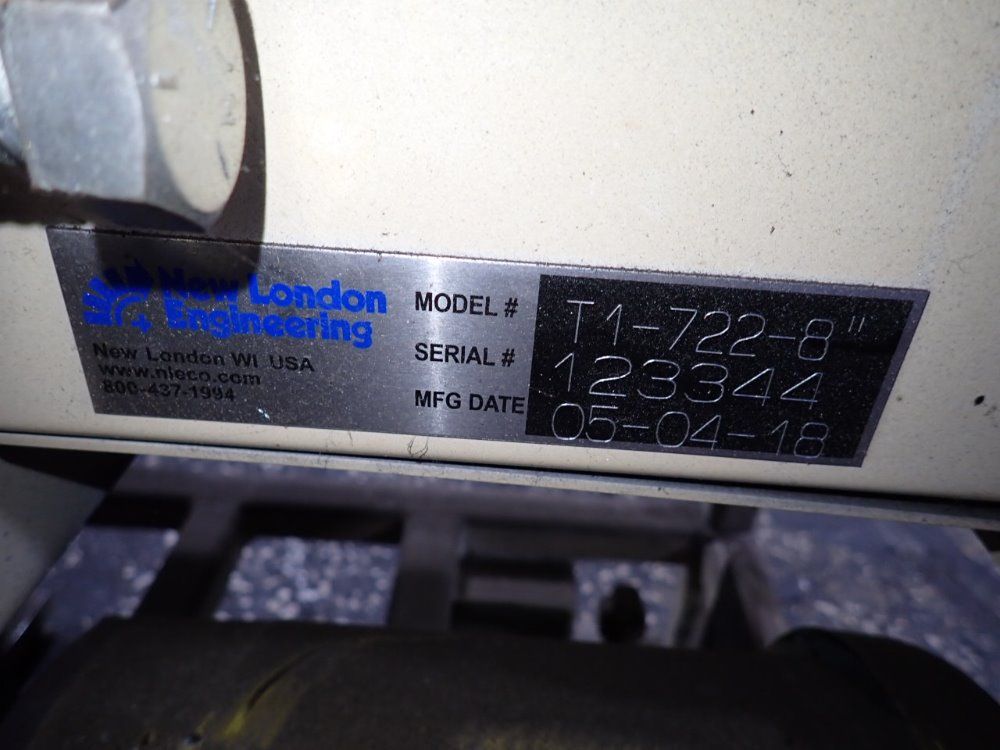 New London
Engineering
New London WI USA
www.nleco.com
800-437-1994
MODEL # T1-722-8"
SERIAL # 123344
MFG DATE 05-04-18